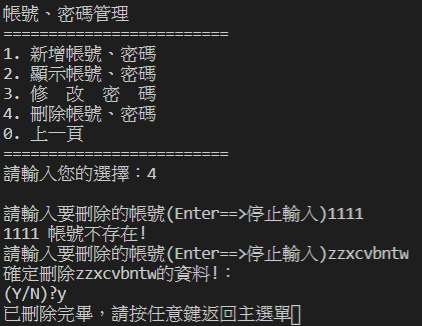 帳號、密碼管理
=========================
1. 新增帳號、密碼
2. 顯示帳號、密碼
3. 修　改　密　碼
4. 刪除帳號、密碼
0. 上一頁
=========================
請輸入您的選擇：4
請輸入要刪除的帳號(Enter==>停止輸入)1111
1111 帳號不存在!
請輸入要刪除的帳號(Enter==>停止輸入)zzxcvbntw
確定刪除zzxcvbntw的資料!：
(Y/N)?y
已刪除完畢，請按任意鍵返回主選單